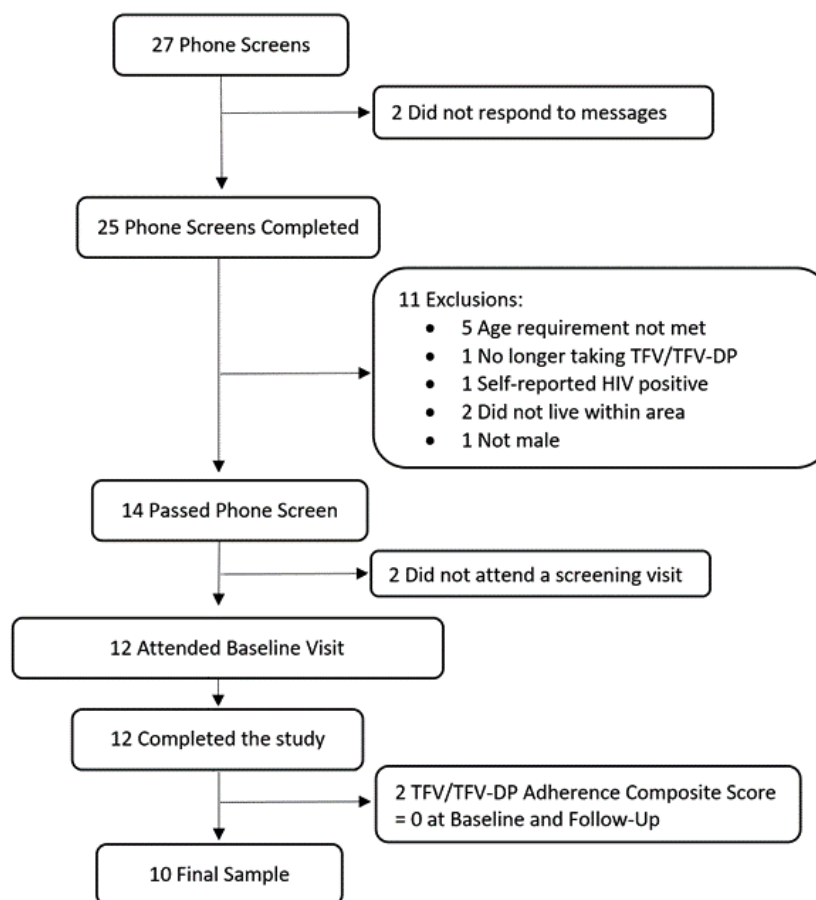 27 Phone Screens
2 Did not respond to messages
25 Phone Screens Completed
11 Exclusions:
• 5 Age requirement not met
• 1 No longer taking TFV/TFV-DP
• 1 Self-reported HIV positive
• 2 Did not live within area
• 1 Not male
14 Passed Phone Screen
2 Did not attend a screening visit
12 Attended Baseline Visit
12 Completed the study
2 TFV/TFV-DP Adherence Composite Score
= 0 at Baseline and Follow-Up
10 Final Sample